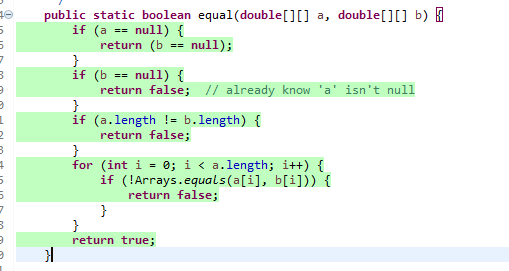 public static boolean equal(double[][] a, double[][] b) {
    if (a == null) {
        return (b == null);
    }
    if (b == null) {
        return false;  // already know 'a' isn't null
    }
    if (a.length != b.length) {
        return false;
    }
    for (int i = 0; i < a.length; i++) {
        if (!Arrays.equals(a[i], b[i])) {
            return false;
        }
    }
    return true;
}